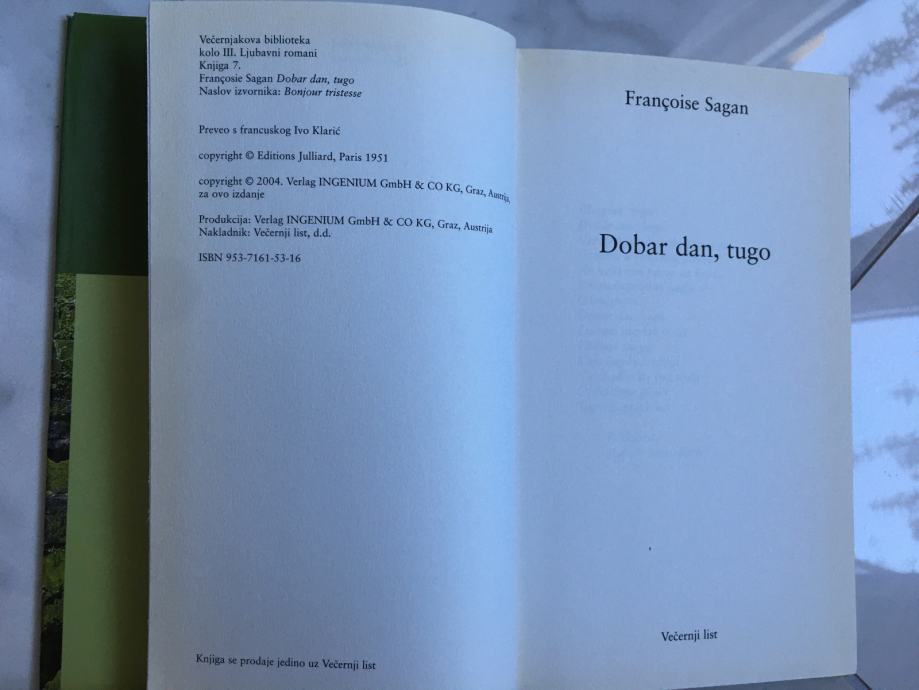 Večernjakova biblioteka
kolo III. Ljubavni romani
Knjiga 7.
Françosie Sagan Dobar dan, tugo
Naslov izvornika: Bonjour tristesse
Preveo s francuskog Ivo Klarić
copyright © Editions Julliard, Paris 1951
copyright © 2004. Verlag INGENIUM GmbH & CO KG, Graz, Austrija,
za ovo izdanje
Produkcija: Verlag INGENIUM GmbH & CO KG, Graz, Austrija
Nakladnik: Večernji list, d.d.
ISBN 953-7161-53-16
Knjiga se prodaje jedino uz Večernji list
Françoise Sagan
Dobar dan, tugo
Večernji list